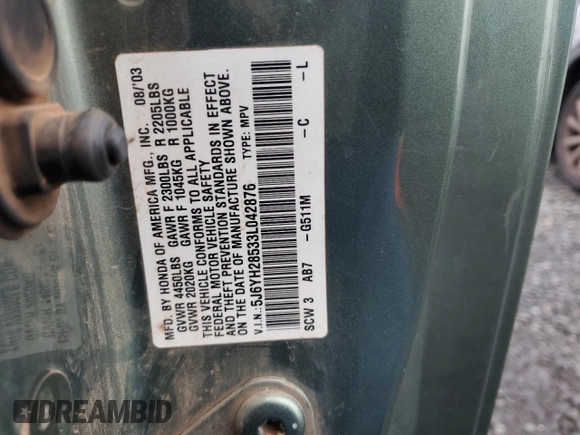 MFD. BY HONDA OF AMERICA MFG., INC. 08/'03
GVWR 4450LBS GAWR F 2300LBS R 2205LBS
GVWR 2020KG GAWR F 1045KG R 1000KG
THIS VEHICLE CONFORMS TO ALL APPLICABLE
FEDERAL MOTOR VEHICLE SAFETY
AND THEFT PREVENTION STANDARDS IN EFFECT
ON THE DATE OF MANUFACTURE SHOWN ABOVE.
V.I.N.:5J6YH28533L042876 TYPE: MPV
SCW 3 AB7 -G511M -C -L
DREAMBID